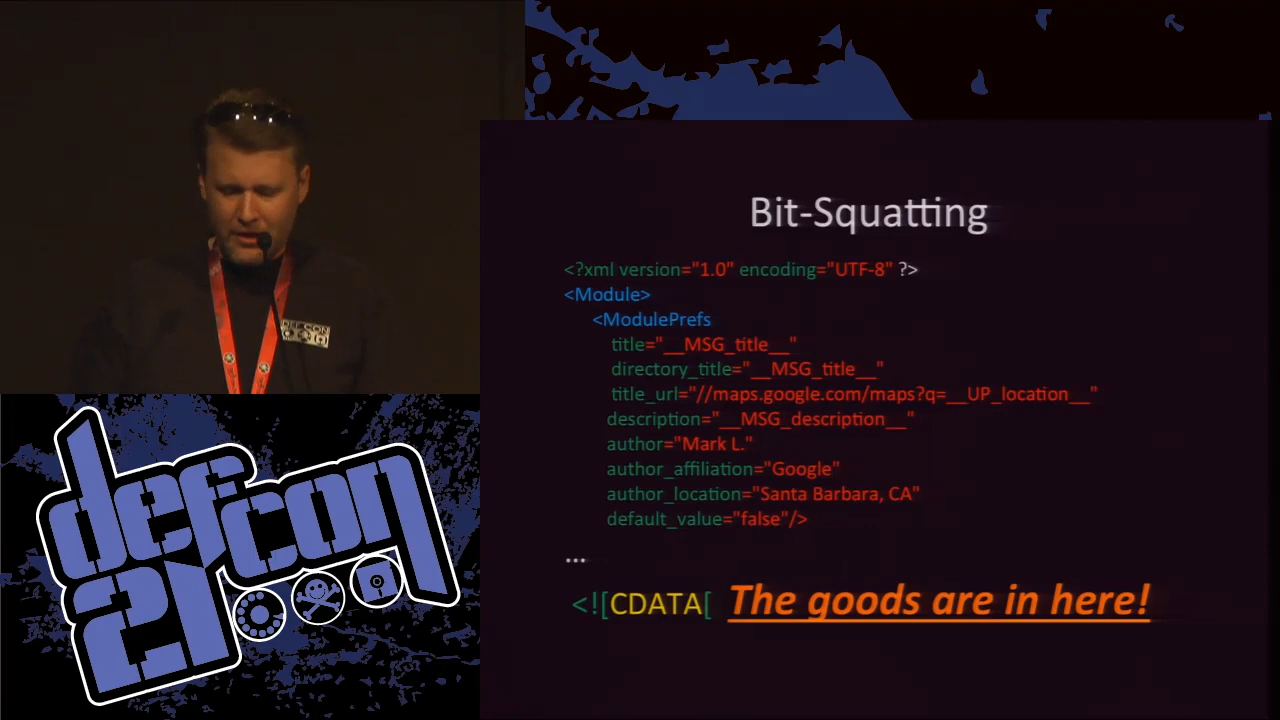 DEF CON
defcon
21
Bit-Squatting
<?xml version="1.0" encoding="UTF-8" ?>
<Module>
<ModulePrefs
title="__MSG_title__"
directory_title="__MSG_title__"
title_url="//maps.google.com/maps?q=__UP_location__"
description="__MSG_description__"
author="Mark L."
author_affiliation="Google"
author_location="Santa Barbara, CA"
default_value="false"/>
...
<![CDATA[ The goods are in here!